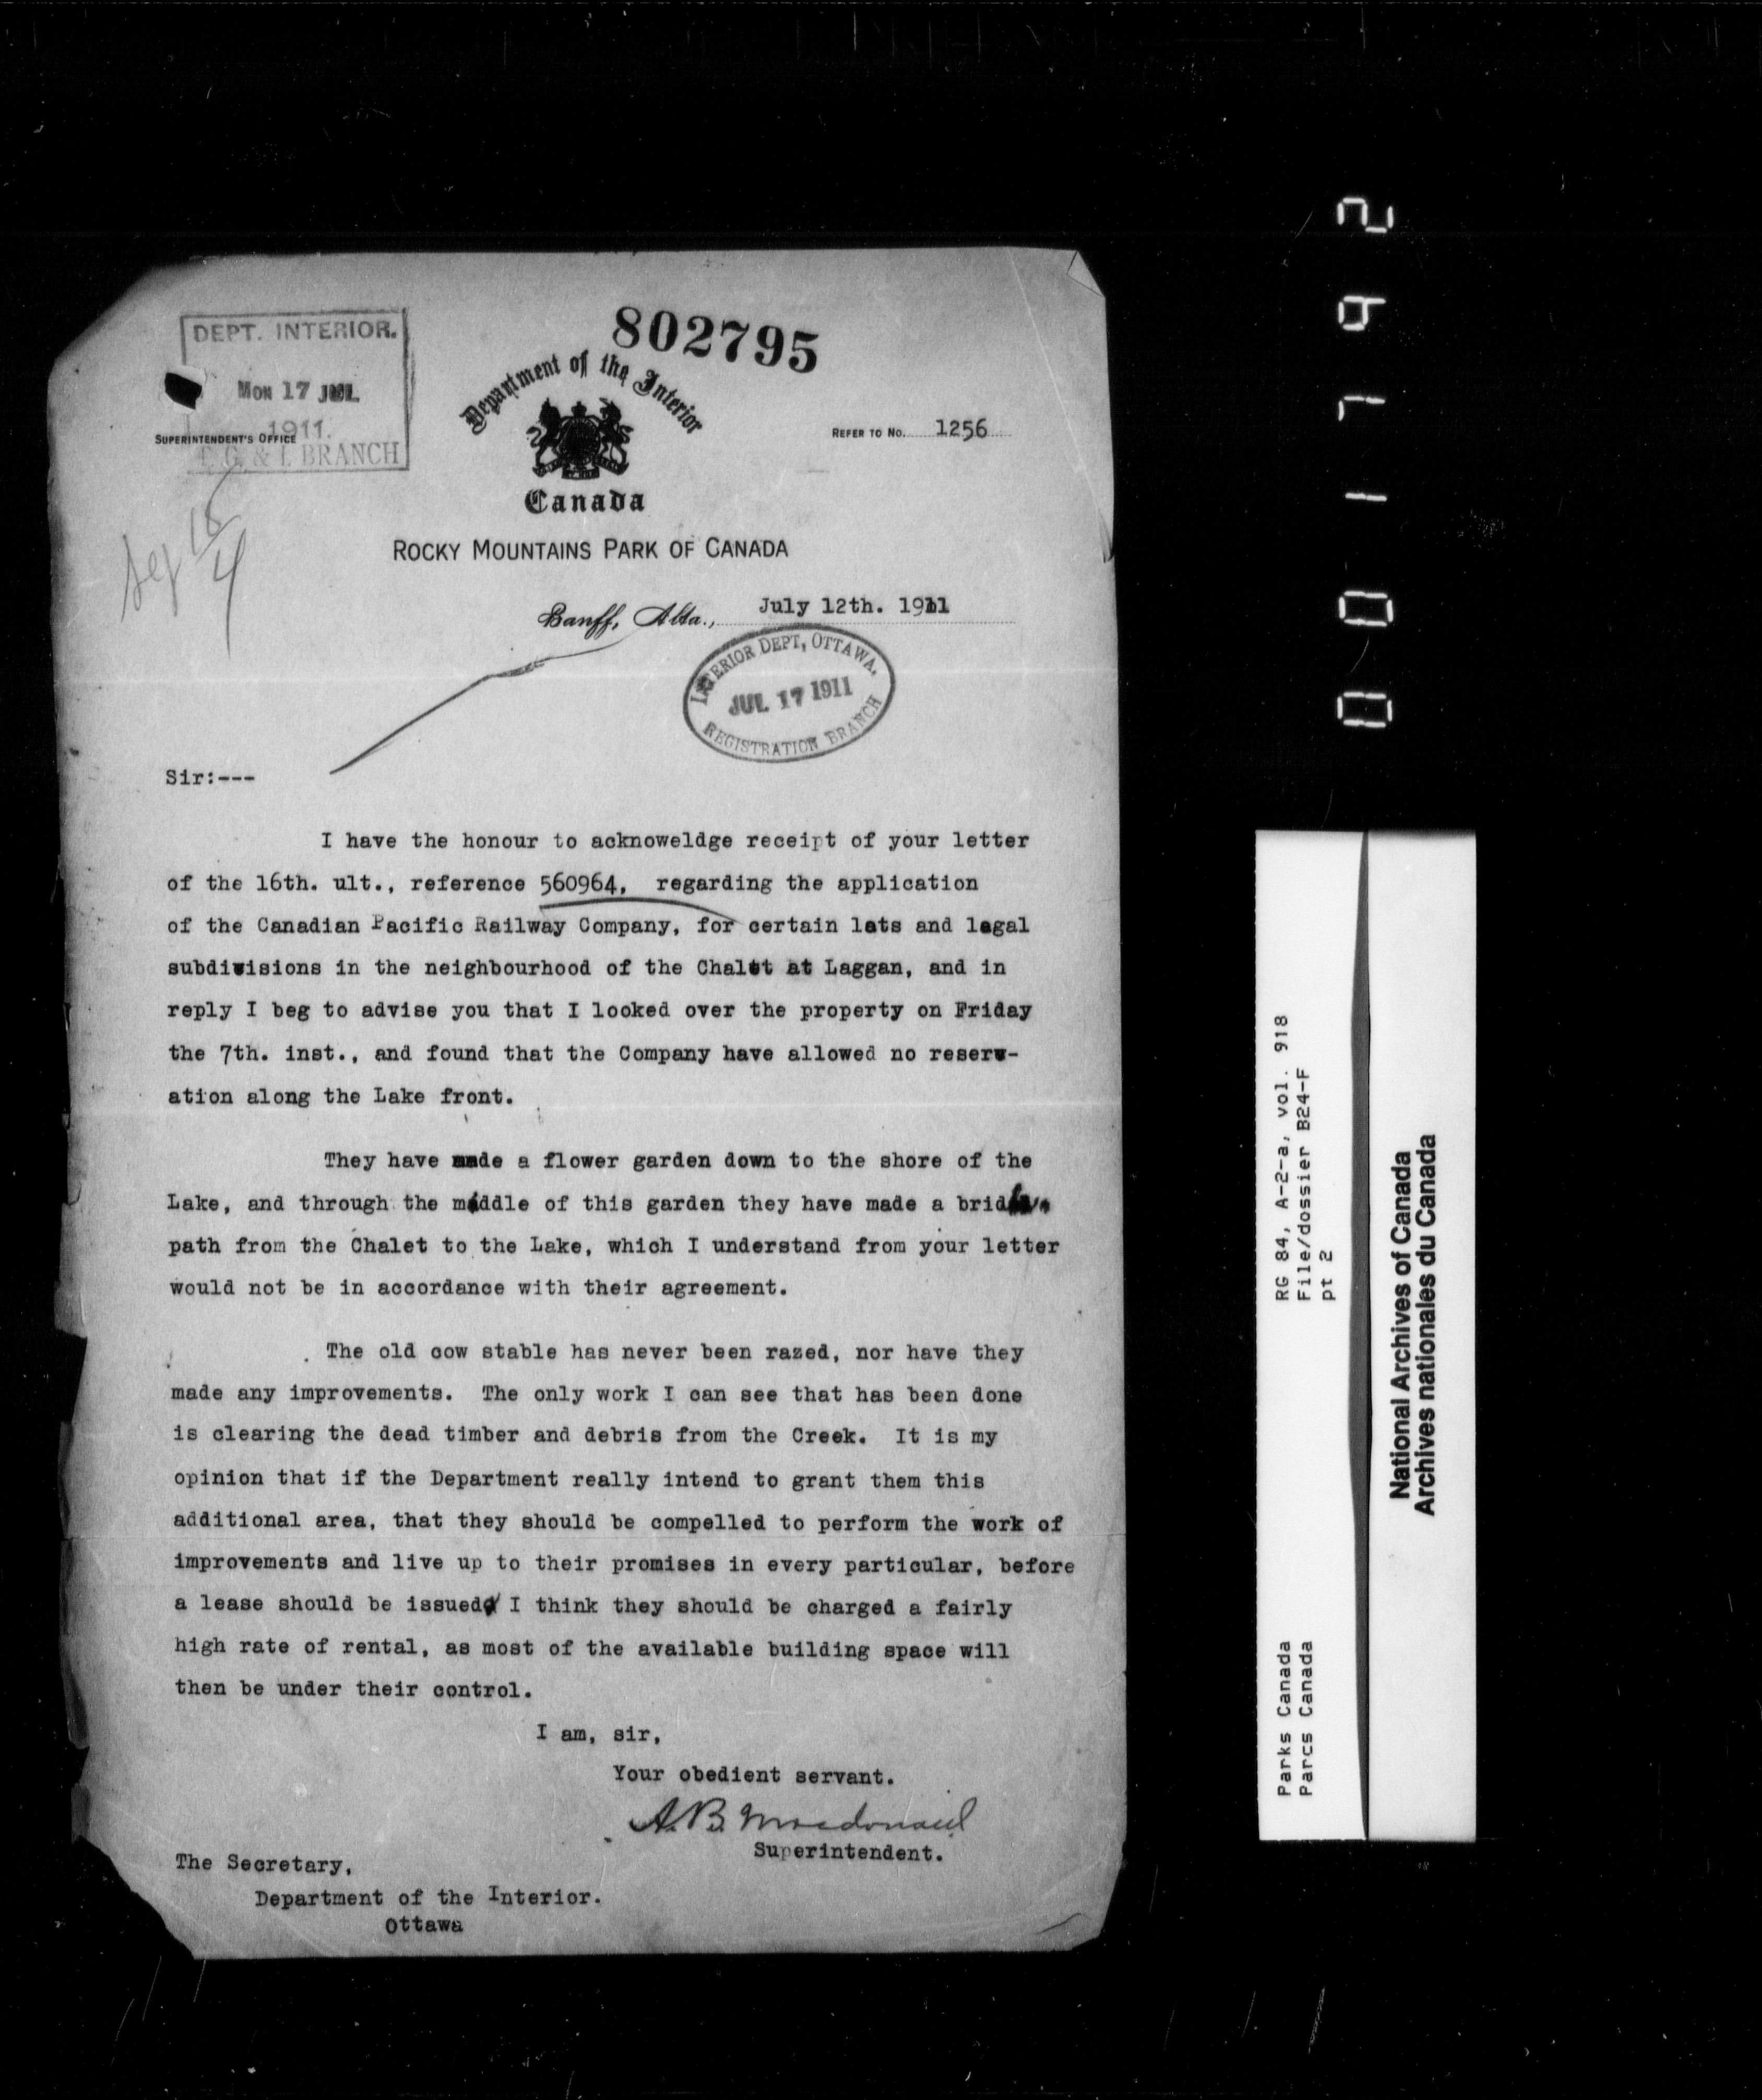 802795
DEPT. INTERIOR.
MON 17 JUL.
1911.
T. G. & I. BRANCH
Department of the Interior
SUPERINTENDENT'S OFFICE
REFER TO NO. 1256
Canada
18
4
ROCKY MOUNTAINS PARK OF CANADA
Banff, Alta., July 12th. 1911
INTERIOR DEPT, OTTAWA.
JUL 17 1911
REGISTRATION BRANCH
Sir:---
I have the honour to acknoweldge receipt of your letter
of the 16th. ult., reference 560964, regarding the application
of the Canadian Pacific Railway Company, for certain lots and legal
subdivisions in the neighbourhood of the Chalet at Laggan, and in
reply I beg to advise you that I looked over the property on Friday
the 7th. inst., and found that the Company have allowed no reserv-
ation along the Lake front.
They have made a flower garden down to the shore of the
Lake, and through the middle of this garden they have made a
path from the Chalet to the Lake, which I understand from your letter
would not be in accordance with their agreement.
The old cow stable has never been razed, nor have they
made any improvements. The only work I can see that has been done
is clearing the dead timber and debris from the Creek. It is my
opinion that if the Department really intend to grant them this
additional area, that they should be compelled to perform the work of
improvements and live up to their promises in every particular, before
a lease should be issued I think they should be charged a fairly
high rate of rental, as most of the available building space will
then be under their control.
I am, sir,
Your obedient servant.
A.B. Macdonald
Superintendent.
The Secretary,
Department of the Interior.
Ottawa
001792
RG 84, A-2-a, vol. 918
File/dossier B24-F
pt 2
Parks Canada
Parcs Canada
National Archives of Canada
Archives nationales du Canada